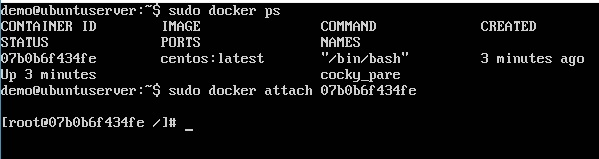 demo@ubuntuserver:~$ sudo docker ps
CONTAINER ID IMAGE COMMAND CREATED
STATUS PORTS NAMES
07b0b6f434fe centos:latest "/bin/bash" 3 minutes ago
Up 3 minutes cocky_pare
demo@ubuntuserver:~$ sudo docker attach 07b0b6f434fe
[root@07b0b6f434fe /]# _